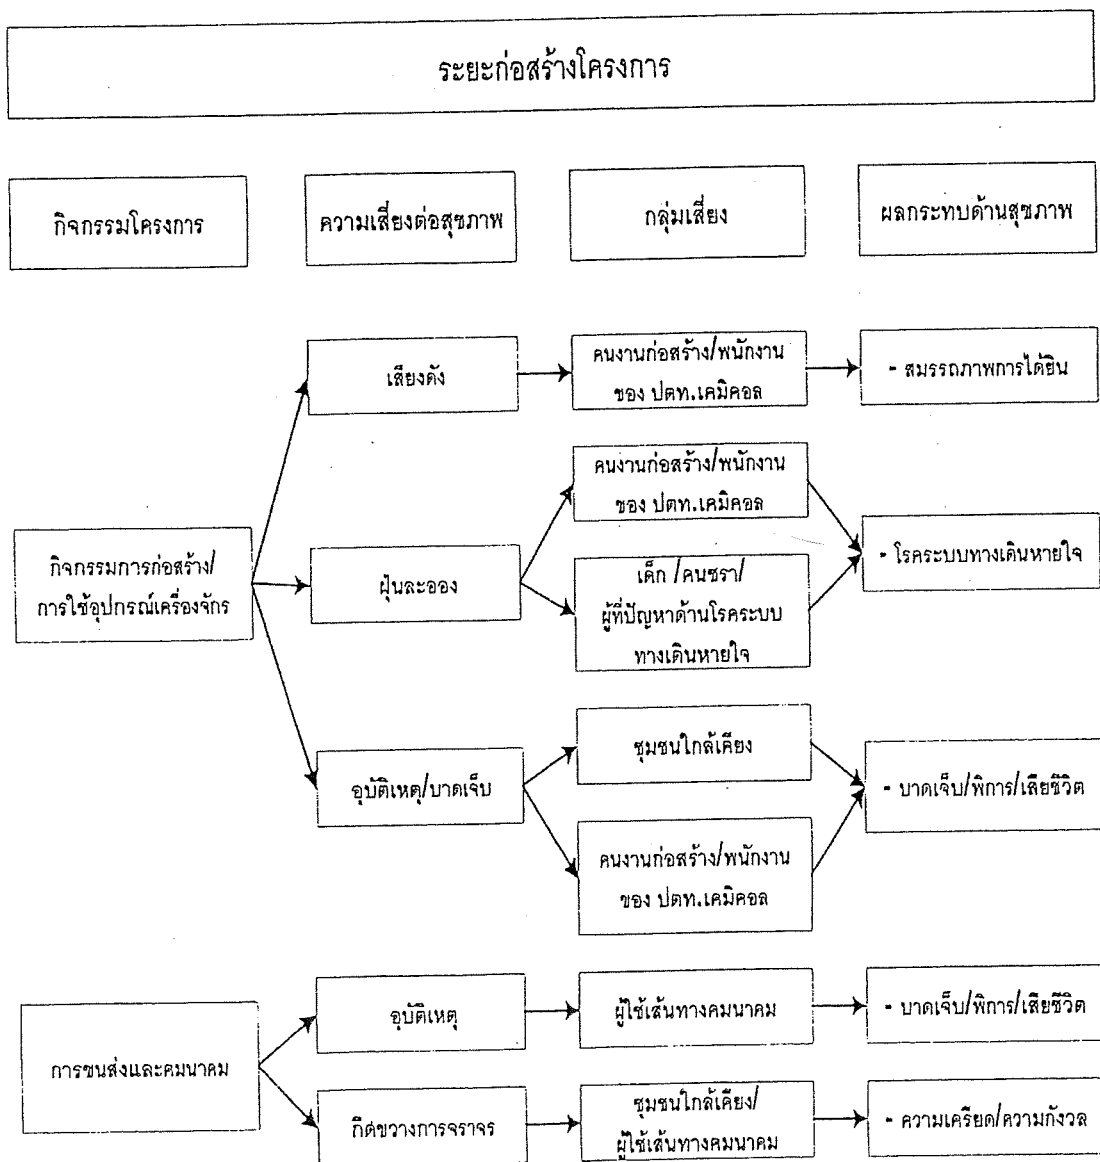 ระยะก่อสร้างโครงการ
กิจกรรมโครงการ
ความเสี่ยงต่อสุขภาพ
กลุ่มเสี่ยง
ผลกระทบด้านสุขภาพ
เสียงดัง
คนงานก่อสร้าง/พนักงาน
ของ ปตท.เคมิคอล
- สมรรถภาพการได้ยิน
กิจกรรมการก่อสร้าง/
การใช้อุปกรณ์เครื่องจักร
ฝุ่นละออง
คนงานก่อสร้าง/พนักงาน
ของ ปตท.เคมิคอล
เด็ก /คนชรา/
ผู้ที่ปัญหาด้านโรคระบบ
ทางเดินหายใจ
- โรคระบบทางเดินหายใจ
อุบัติเหตุ/บาดเจ็บ
ชุมชนใกล้เคียง
คนงานก่อสร้าง/พนักงาน
ของ ปตท.เคมิคอล
- บาดเจ็บ/พิการ/เสียชีวิต
การขนส่งและคมนาคม
อุบัติเหตุ
ผู้ใช้เส้นทางคมนาคม
- บาดเจ็บ/พิการ/เสียชีวิต
กีดขวางการจราจร
ชุมชนใกล้เคียง/
ผู้ใช้เส้นทางคมนาคม
- ความเครียด/ความกังวล